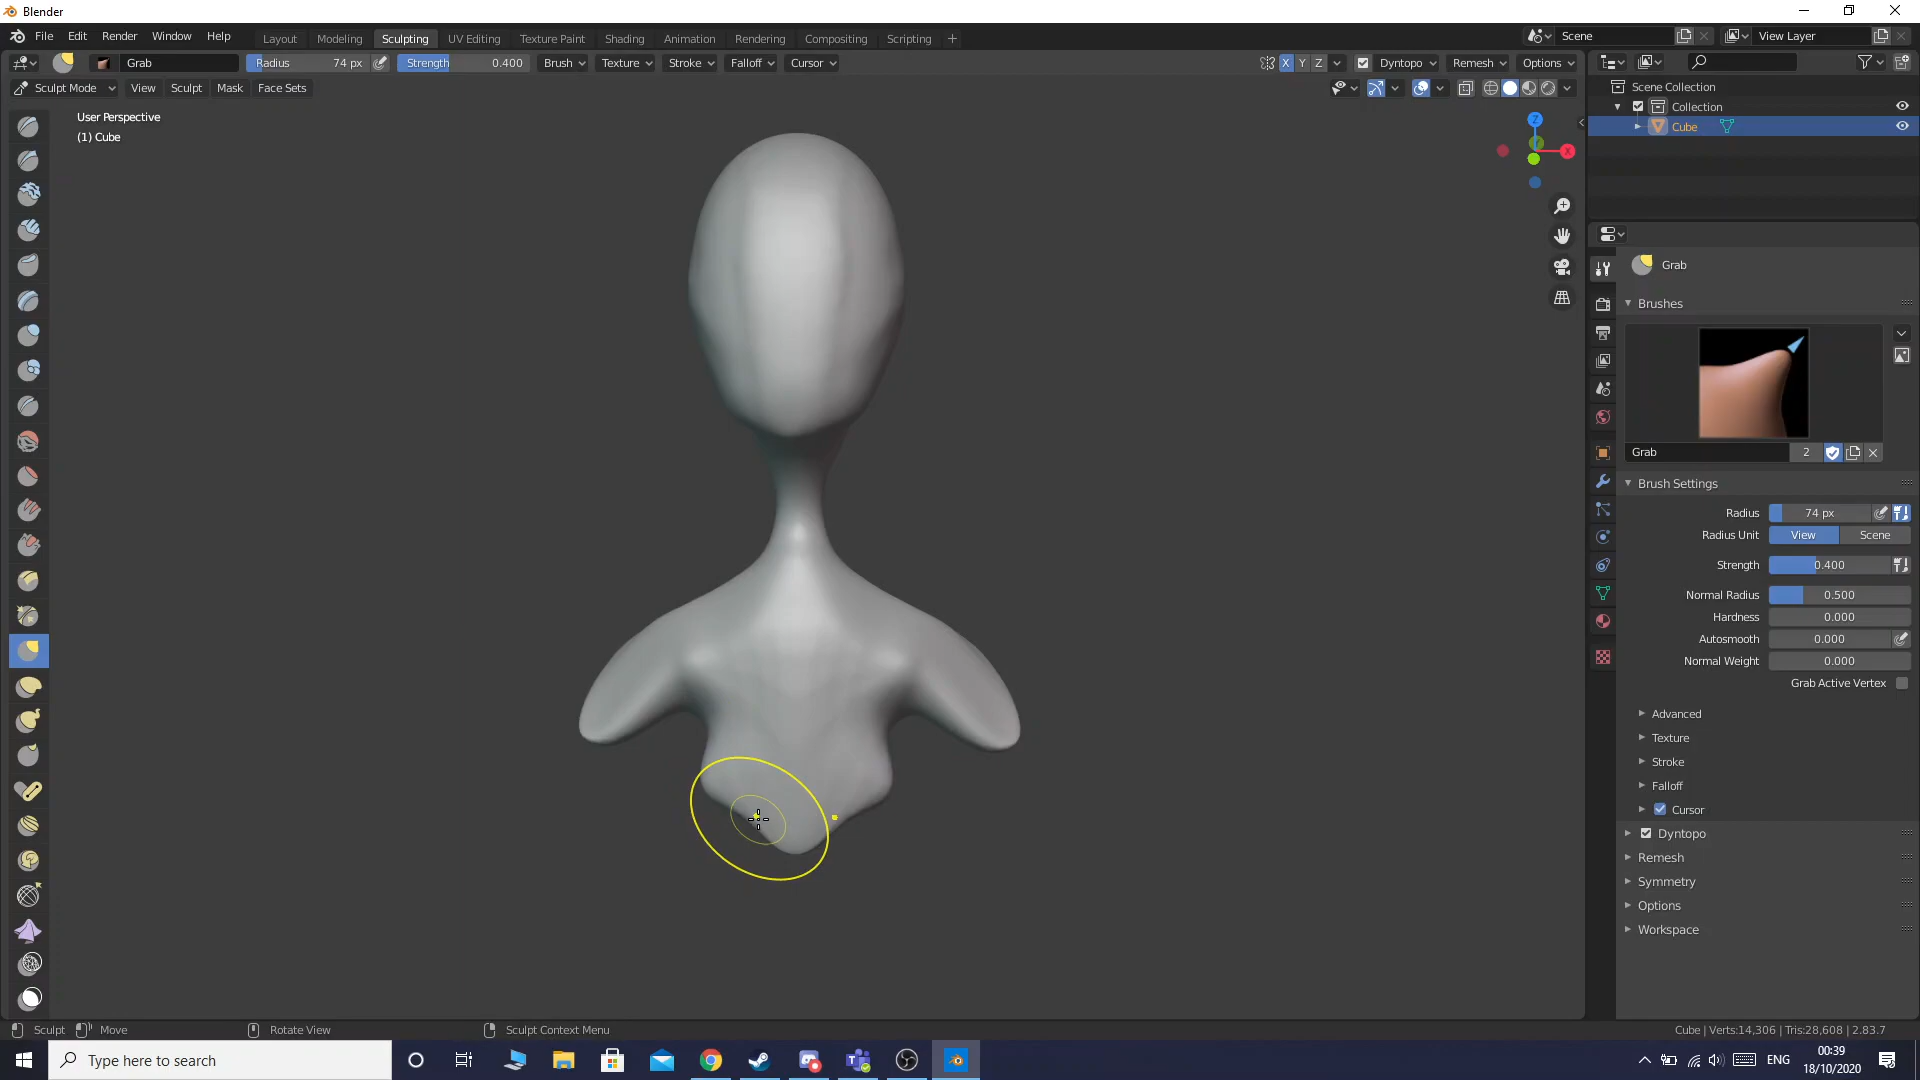 Blender
File Edit Render Window Help Layout Modeling Sculpting UV Editing Texture Paint Shading Animation Rendering Compositing Scripting + Scene View Layer
Grab Radius 74 px Strength 0.400 Brush Texture Stroke Falloff Cursor X Y Z Dyntopo Remesh Options
Sculpt Mode View Sculpt Mask Face Sets
User Perspective
(1) Cube
Z
X
Scene Collection
Collection
Cube
Grab
Brushes
Grab 2
Brush Settings
Radius 74 px
Radius Unit View Scene
Strength 0.400
Normal Radius 0.500
Hardness 0.000
Autosmooth 0.000
Normal Weight 0.000
Grab Active Vertex
Advanced
Texture
Stroke
Falloff
Cursor
Dyntopo
Remesh
Symmetry
Options
Workspace
Sculpt Move Rotate View Sculpt Context Menu Cube | Verts:14,306 | Tris:28,608 | 2.83.7
Type here to search
ENG
00:39
18/10/2020